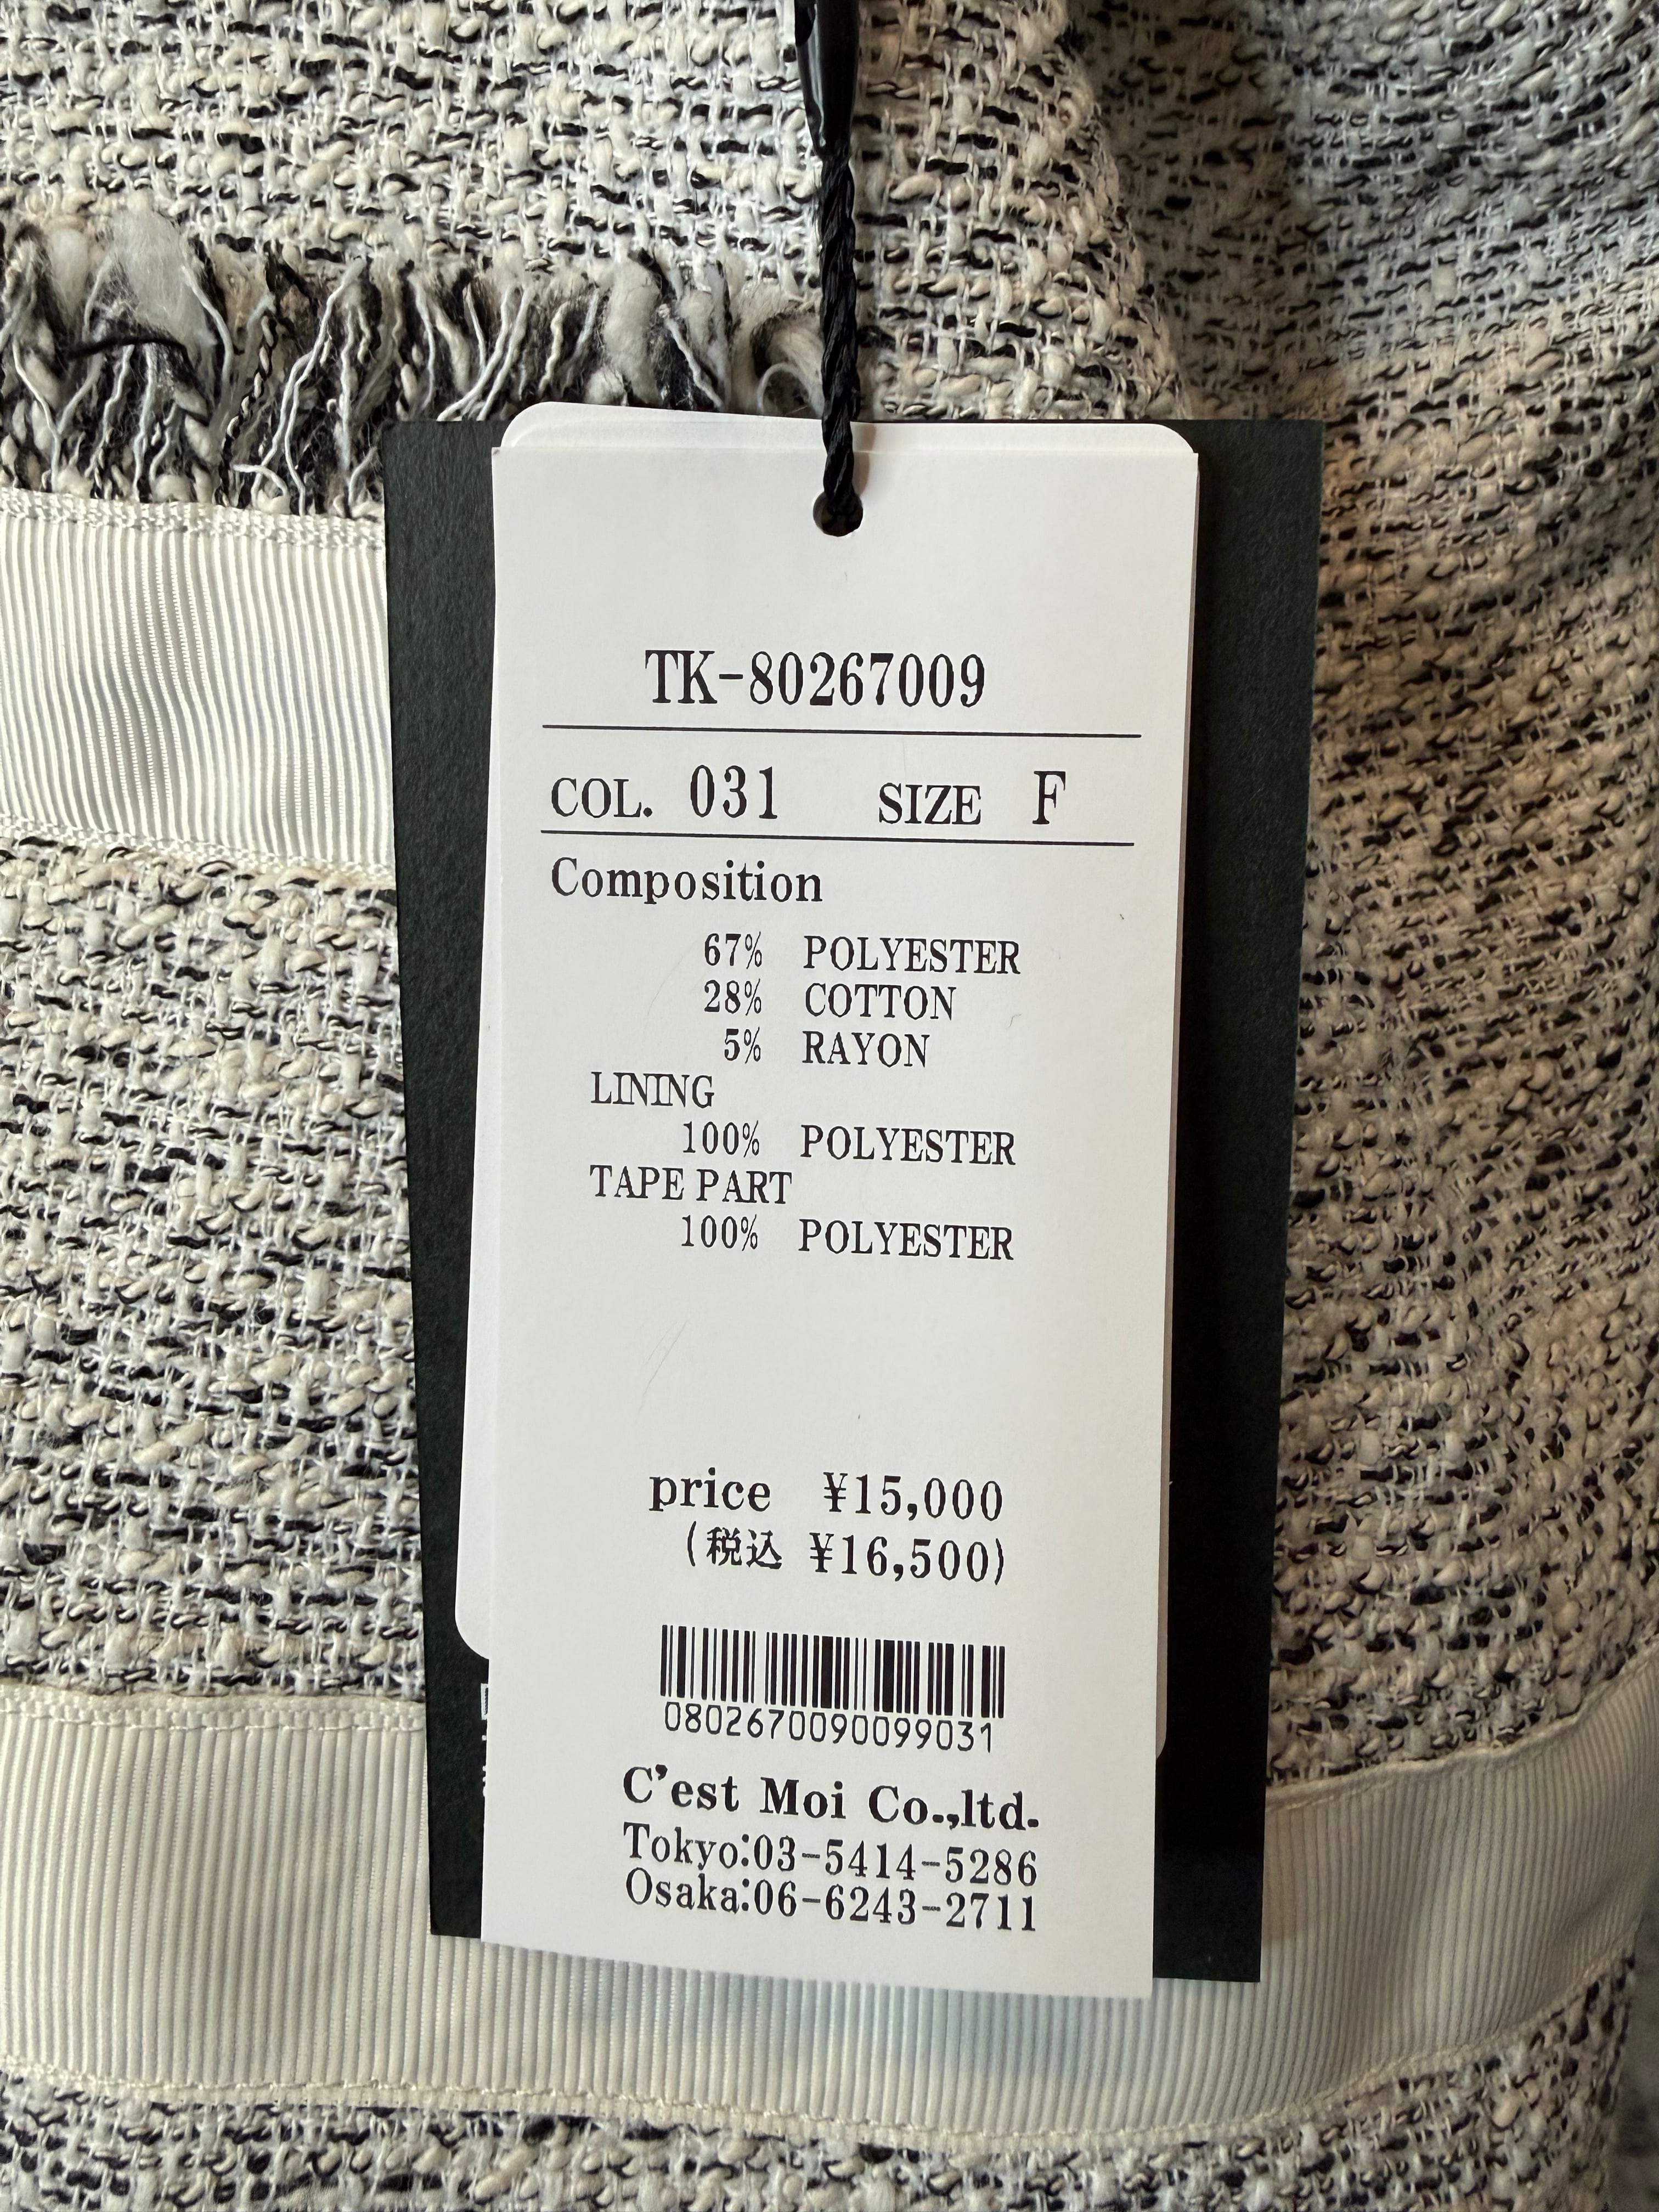 TK-80267009
COL. 031 SIZE F
Composition
67% POLYESTER
28% COTTON
5% RAYON
LINING
100% POLYESTER
TAPE PART
100% POLYESTER
price ¥15,000
(税込 ¥16,500)
0802670090099031
C'est Moi Co.,ltd.
Tokyo:03-5414-5286
Osaka:06-6243-2711